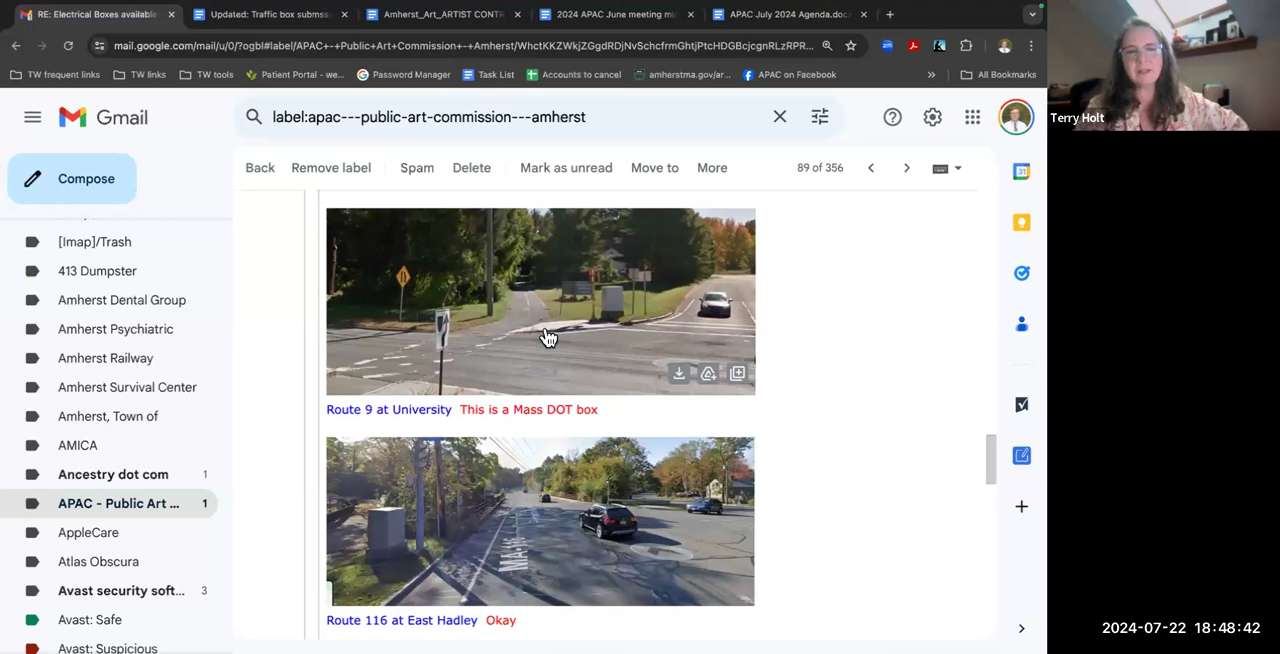 RE: Electrical Boxes available
Updated: Traffic box submss
Amherst_Art_ARTIST CONTR
2024 APAC June meeting mi
APAC July 2024 Agenda.doc
mail.google.com/mail/u/0/?ogbl#label/APAC+-+Public+Art+Commission+-+Amherst/WhctKKZWkjZGgdRDjNvSchcfrmGhtjPtcHDGBcjcgnRLzRPR...
TW frequent links
TW links
TW tools
Patient Portal - we...
Password Manager
Task List
Accounts to cancel
amherstma.gov/ar...
APAC on Facebook
»
All Bookmarks
Terry Holt
Gmail
label:apac---public-art-commission---amherst
Compose
Back
Remove label
Spam
Delete
Mark as unread
Move to
More
89 of 356
[Imap]/Trash
413 Dumpster
Amherst Dental Group
Amherst Psychiatric
Amherst Railway
Amherst Survival Center
Amherst, Town of
AMICA
Ancestry dot com 1
APAC - Public Art ... 1
AppleCare
Atlas Obscura
Avast security soft... 3
Avast: Safe
Avast: Suspicious
31
Route 9 at University This is a Mass DOT box
MA-116
Route 116 at East Hadley Okay
2024-07-22 18:48:42